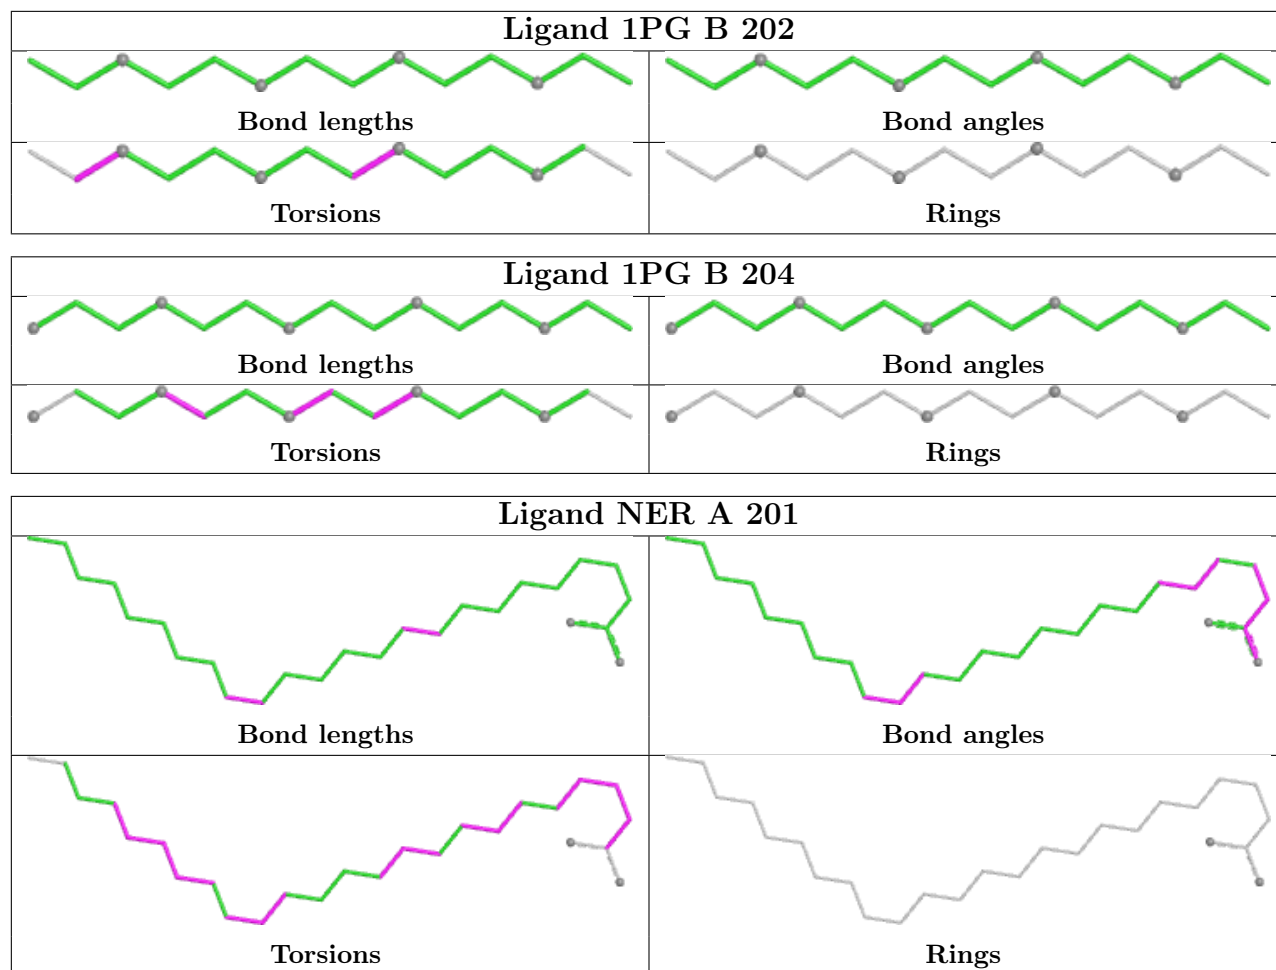 Ligand 1PG B 202
Bond lengths Bond angles
Torsions Rings
Ligand 1PG B 204
Bond lengths Bond angles
Torsions Rings
Ligand NER A 201
Bond lengths Bond angles
Torsions Rings